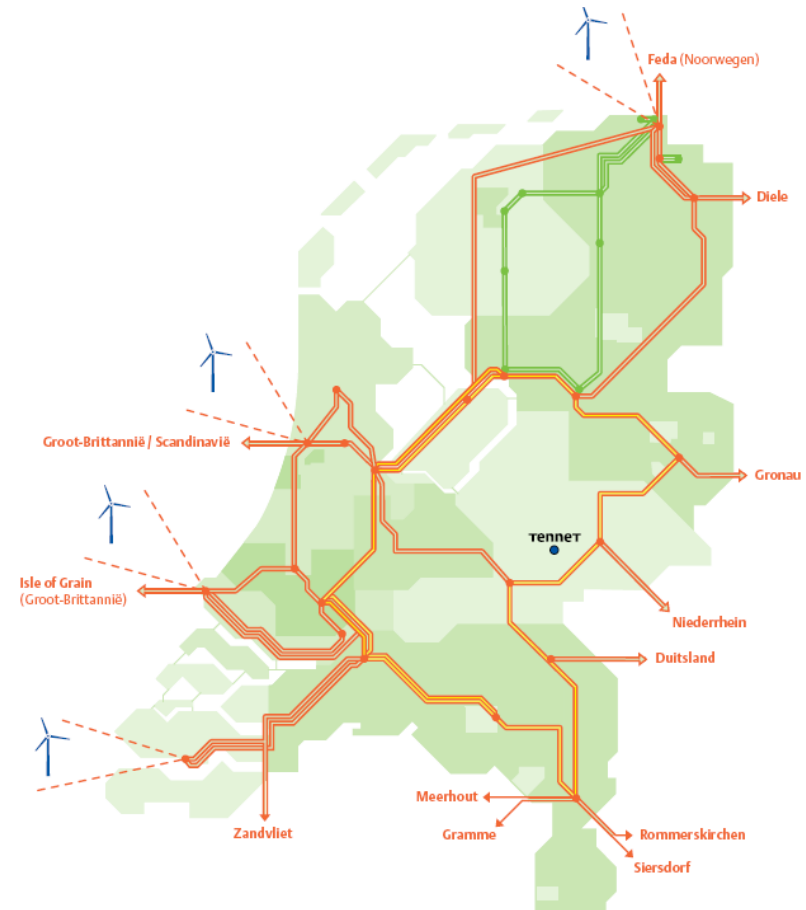 Feda (Noorwegen)
Diele
Groot-Brittannië / Scandinavië
Gronau
TenneT
Isle of Grain
(Groot-Brittannië)
Niederrhein
Duitsland
Meerhout
Gramme
Zandvliet
Rommerskirchen
Siersdorf